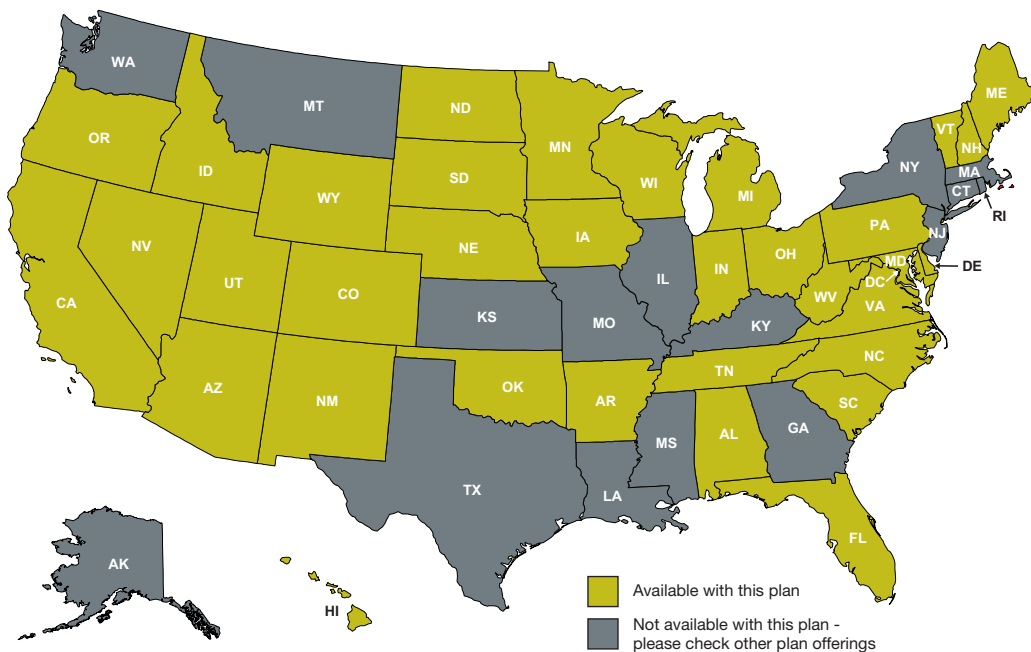 WA
MT
ND
MN
ME
VT
NH
OR
ID
SD
WI
MI
NY
MA
CT
RI
WY
IA
NE
PA
NJ
NV
UT
CO
IL
IN
OH
MD
DE
DC
WV
VA
CA
KS
MO
KY
AZ
NM
OK
AR
TN
NC
SC
MS
AL
GA
TX
LA
FL
AK
HI
Available with this plan
Not available with this plan -
please check other plan offerings